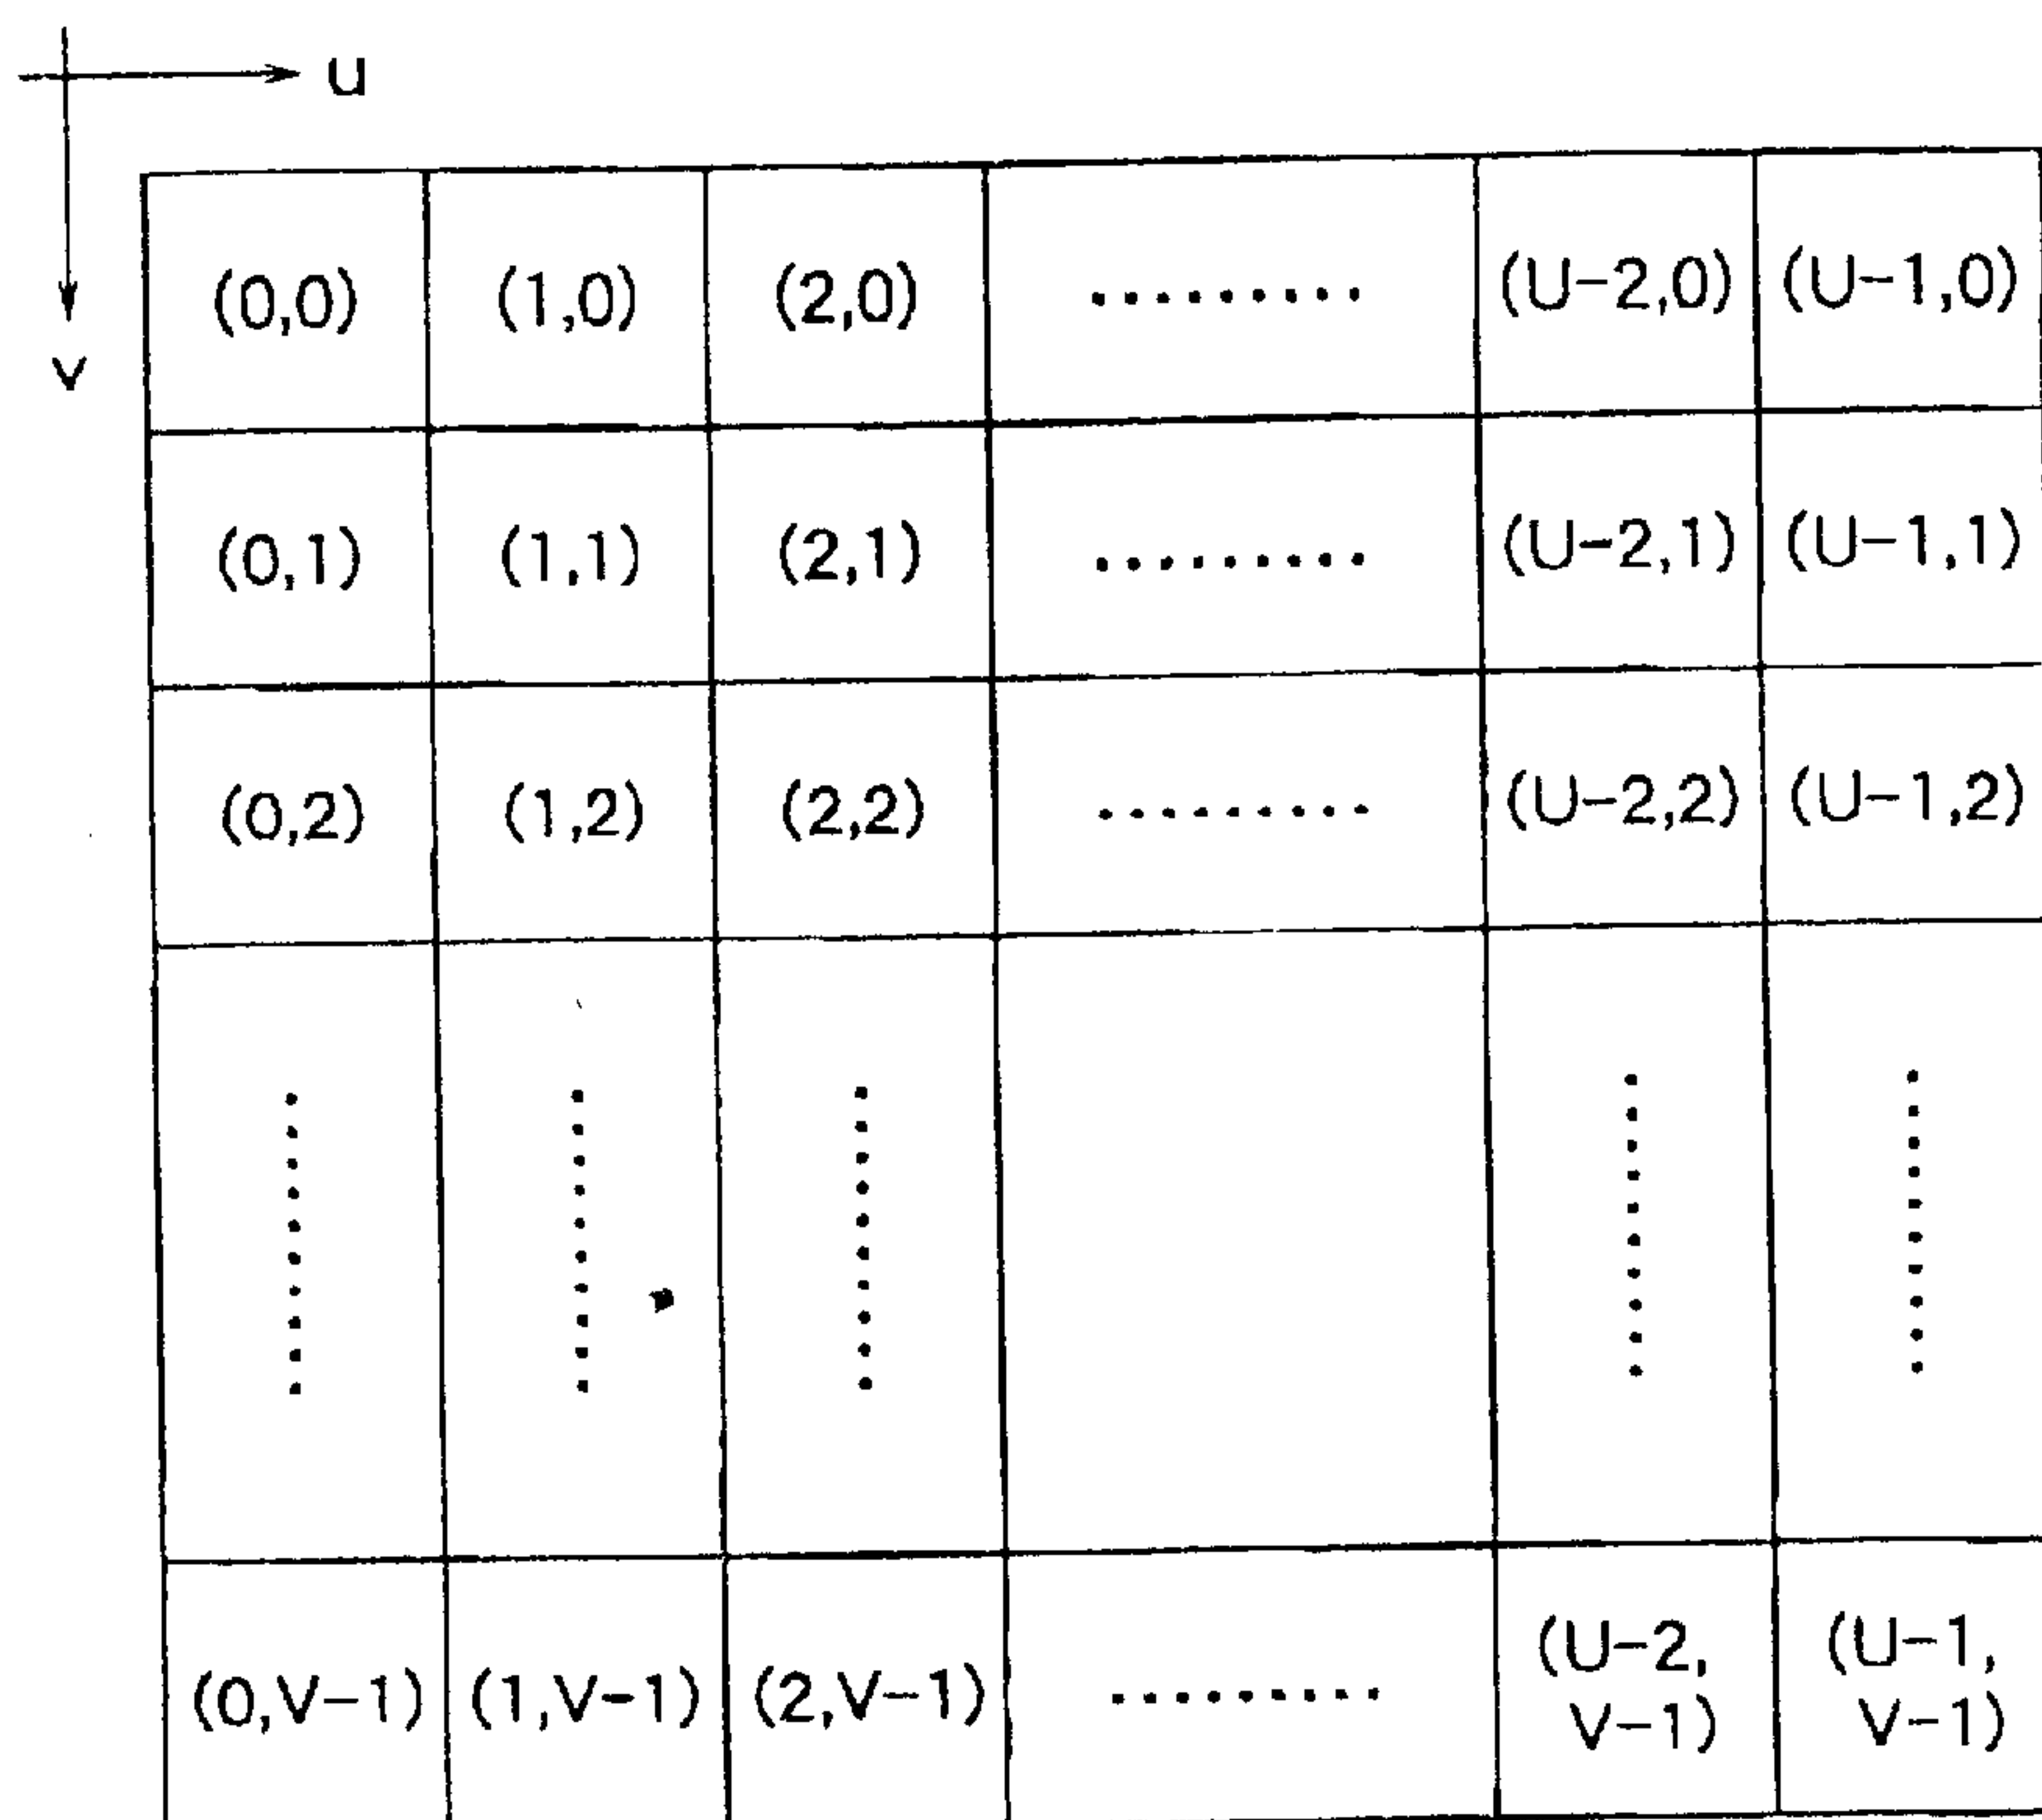 u
v
(0,0) (1,0) (2,0) ......... (U-2,0) (U-1,0)
(0,1) (1,1) (2,1) ......... (U-2,1) (U-1,1)
(0,2) (1,2) (2,2) ......... (U-2,2) (U-1,2)
(0,V-1) (1,V-1) (2,V-1) ......... (U-2, V-1) (U-1, V-1)